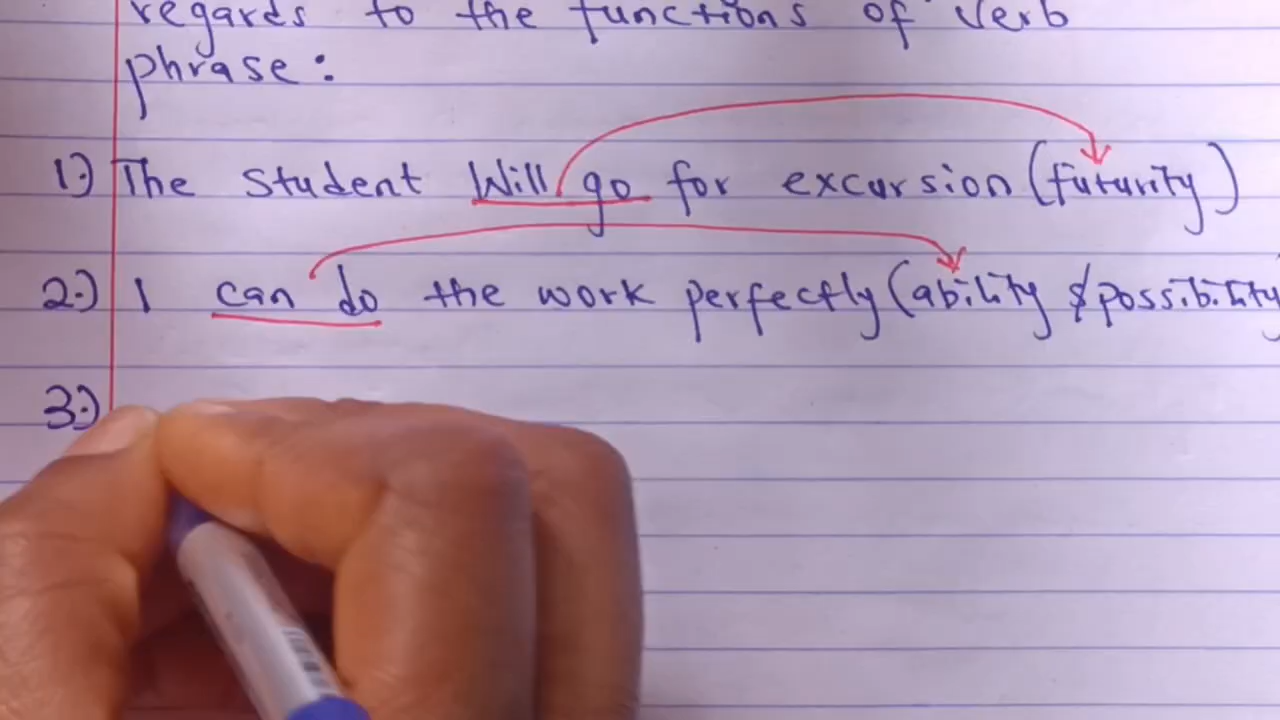 regards to the functions of verb
phrase:
1.) The student Will go for excursion (futurity)
2.) I can do the work perfectly (ability & possibility)
3.)